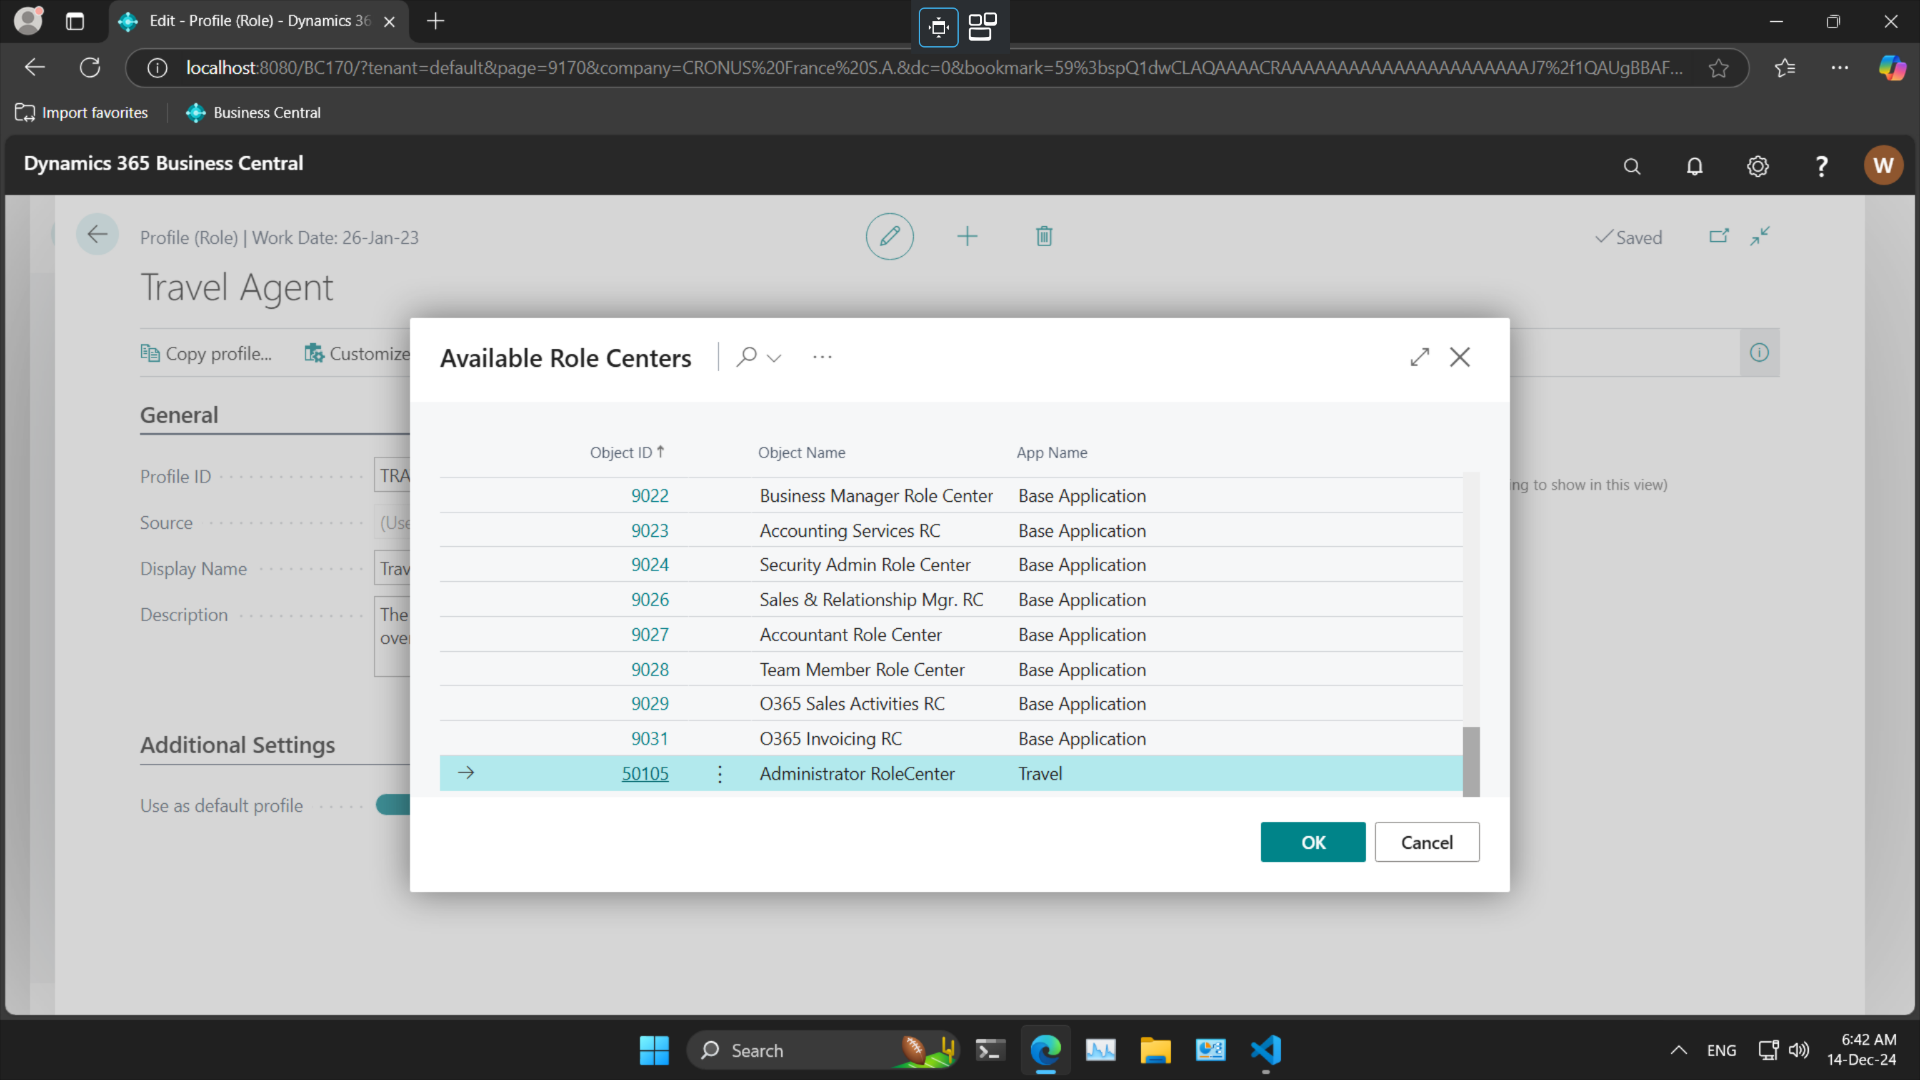 Edit - Profile (Role) - Dynamics 36
localhost:8080/BC170/?tenant=default&page=9170&company=CRONUS%20France%20S.A.&dc=0&bookmark=59%3bspQ1dwCLAQAAAACRAAAAAAAAAAAAAAAAAAAAAAJ7%2f1QAUgBBAF...
Import favorites
Business Central
Dynamics 365 Business Central
?
W
Profile (Role) | Work Date: 26-Jan-23
Saved
Travel Agent
Copy profile...
Customize
General
Profile ID
TRA
Source
(Use
Display Name
Trav
Description
The
over
ing to show in this view)
Additional Settings
Use as default profile
Available Role Centers
Object ID↑
Object Name
App Name
9022 Business Manager Role Center Base Application
9023 Accounting Services RC Base Application
9024 Security Admin Role Center Base Application
9026 Sales & Relationship Mgr. RC Base Application
9027 Accountant Role Center Base Application
9028 Team Member Role Center Base Application
9029 O365 Sales Activities RC Base Application
9031 O365 Invoicing RC Base Application
50105 Administrator RoleCenter Travel
OK
Cancel
Search
ENG
6:42 AM
14-Dec-24